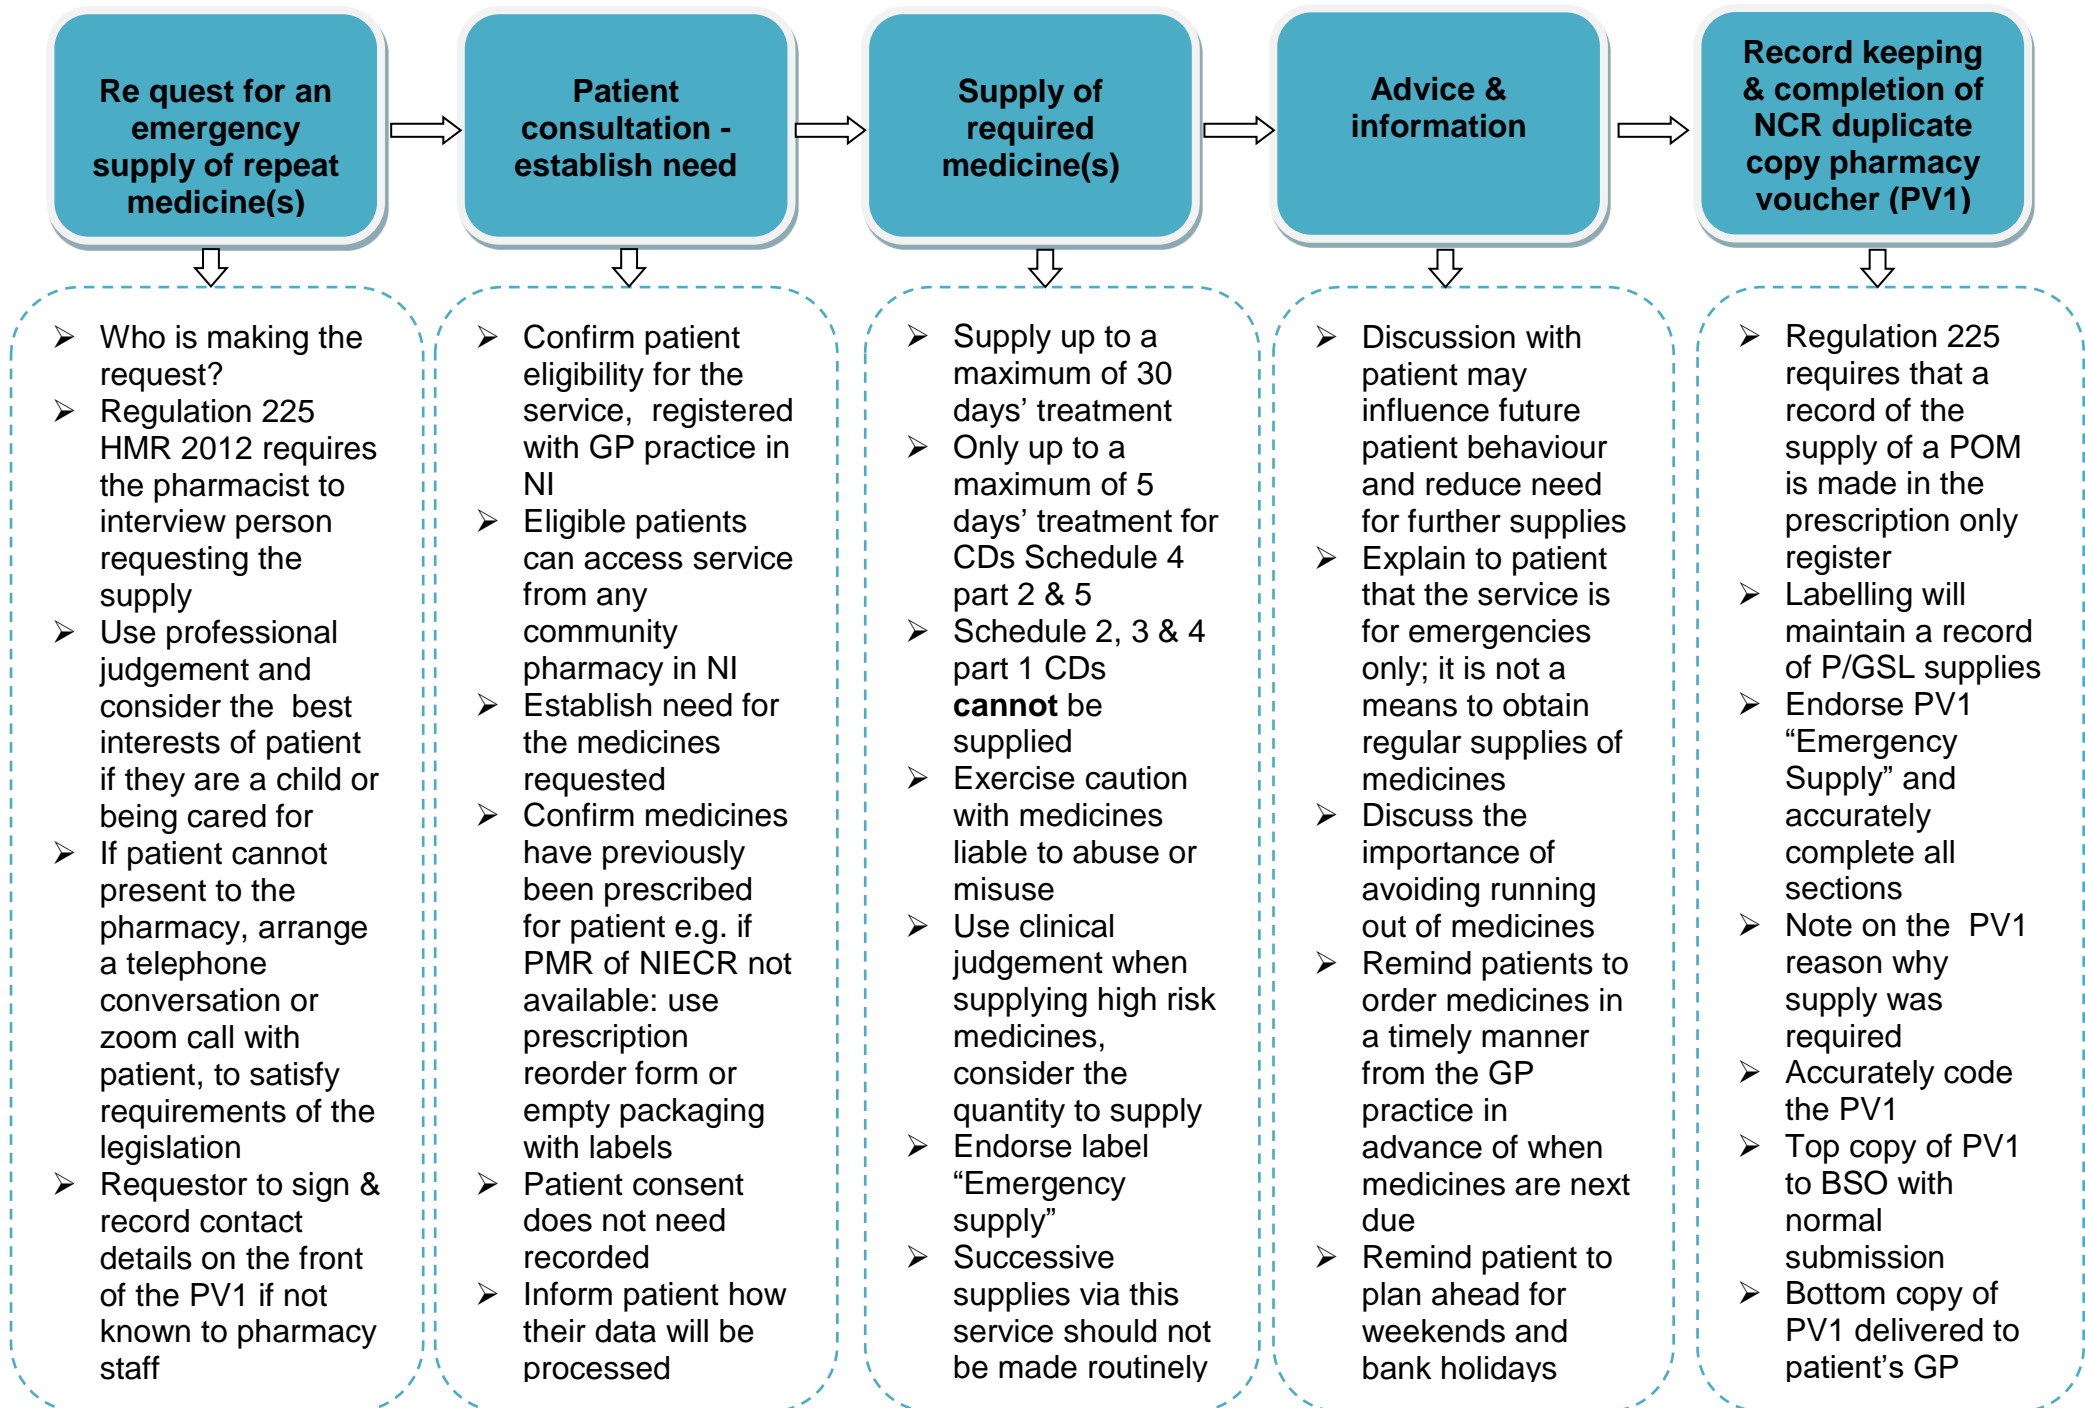 Re quest for an
emergency
supply of repeat
medicine(s)
Patient
consultation -
establish need
Supply of
required
medicine(s)
Advice &
information
Record keeping
& completion of
NCR duplicate
copy pharmacy
voucher (PV1)
➢ Who is making the
request?
➢ Regulation 225
HMR 2012 requires
the pharmacist to
interview person
requesting the
supply
➢ Use professional
judgement and
consider the best
interests of patient
if they are a child or
being cared for
➢ If patient cannot
present to the
pharmacy, arrange
a telephone
conversation or
zoom call with
patient, to satisfy
requirements of the
legislation
➢ Requestor to sign &
record contact
details on the front
of the PV1 if not
known to pharmacy
staff
➢ Confirm patient
eligibility for the
service, registered
with GP practice in
NI
➢ Eligible patients
can access service
from any
community
pharmacy in NI
➢ Establish need for
the medicines
requested
➢ Confirm medicines
have previously
been prescribed
for patient e.g. if
PMR of NIECR not
available: use
prescription
reorder form or
empty packaging
with labels
➢ Patient consent
does not need
recorded
➢ Inform patient how
their data will be
processed
➢ Supply up to a
maximum of 30
days’ treatment
➢ Only up to a
maximum of 5
days’ treatment for
CDs Schedule 4
part 2 & 5
➢ Schedule 2, 3 & 4
part 1 CDs
cannot be
supplied
➢ Exercise caution
with medicines
liable to abuse or
misuse
➢ Use clinical
judgement when
supplying high risk
medicines,
consider the
quantity to supply
➢ Endorse label
“Emergency
supply”
➢ Successive
supplies via this
service should not
be made routinely
➢ Discussion with
patient may
influence future
patient behaviour
and reduce need
for further supplies
➢ Explain to patient
that the service is
for emergencies
only; it is not a
means to obtain
regular supplies of
medicines
➢ Discuss the
importance of
avoiding running
out of medicines
➢ Remind patients to
order medicines in
a timely manner
from the GP
practice in
advance of when
medicines are next
due
➢ Remind patient to
plan ahead for
weekends and
bank holidays
➢ Regulation 225
requires that a
record of the
supply of a POM
is made in the
prescription only
register
➢ Labelling will
maintain a record
of P/GSL supplies
➢ Endorse PV1
“Emergency
Supply” and
accurately
complete all
sections
➢ Note on the PV1
reason why
supply was
required
➢ Accurately code
the PV1
➢ Top copy of PV1
to BSO with
normal
submission
➢ Bottom copy of
PV1 delivered to
patient’s GP